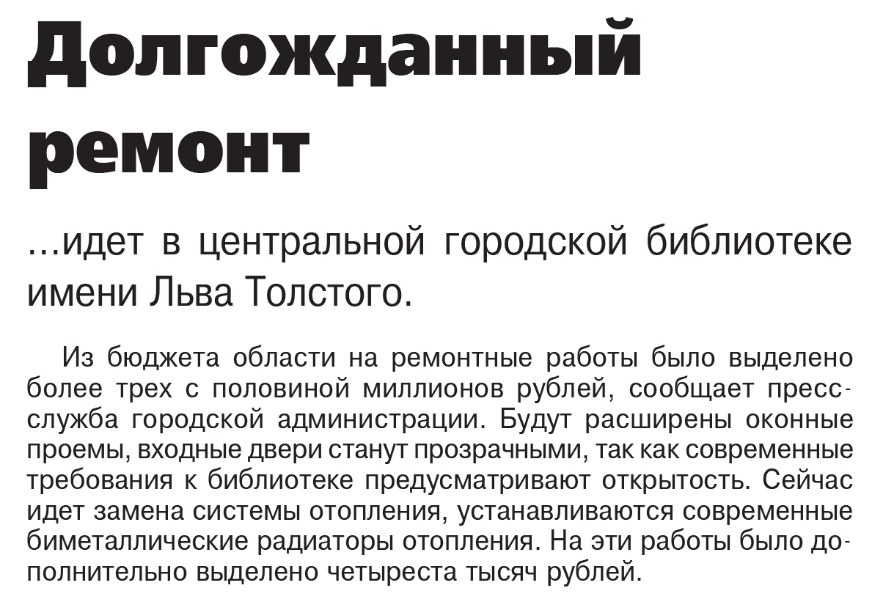 Долгожданный
ремонт
...идет в центральной городской библиотеке
имени Льва Толстого.
Из бюджета области на ремонтные работы было выделено
более трех с половиной миллионов рублей, сообщает пресс-
служба городской администрации. Будут расширены оконные
проемы, входные двери станут прозрачными, так как современные
требования к библиотеке предусматривают открытость. Сейчас
идет замена системы отопления, устанавливаются современные
биметаллические радиаторы отопления. На эти работы было до-
полнительно выделено четыреста тысяч рублей.